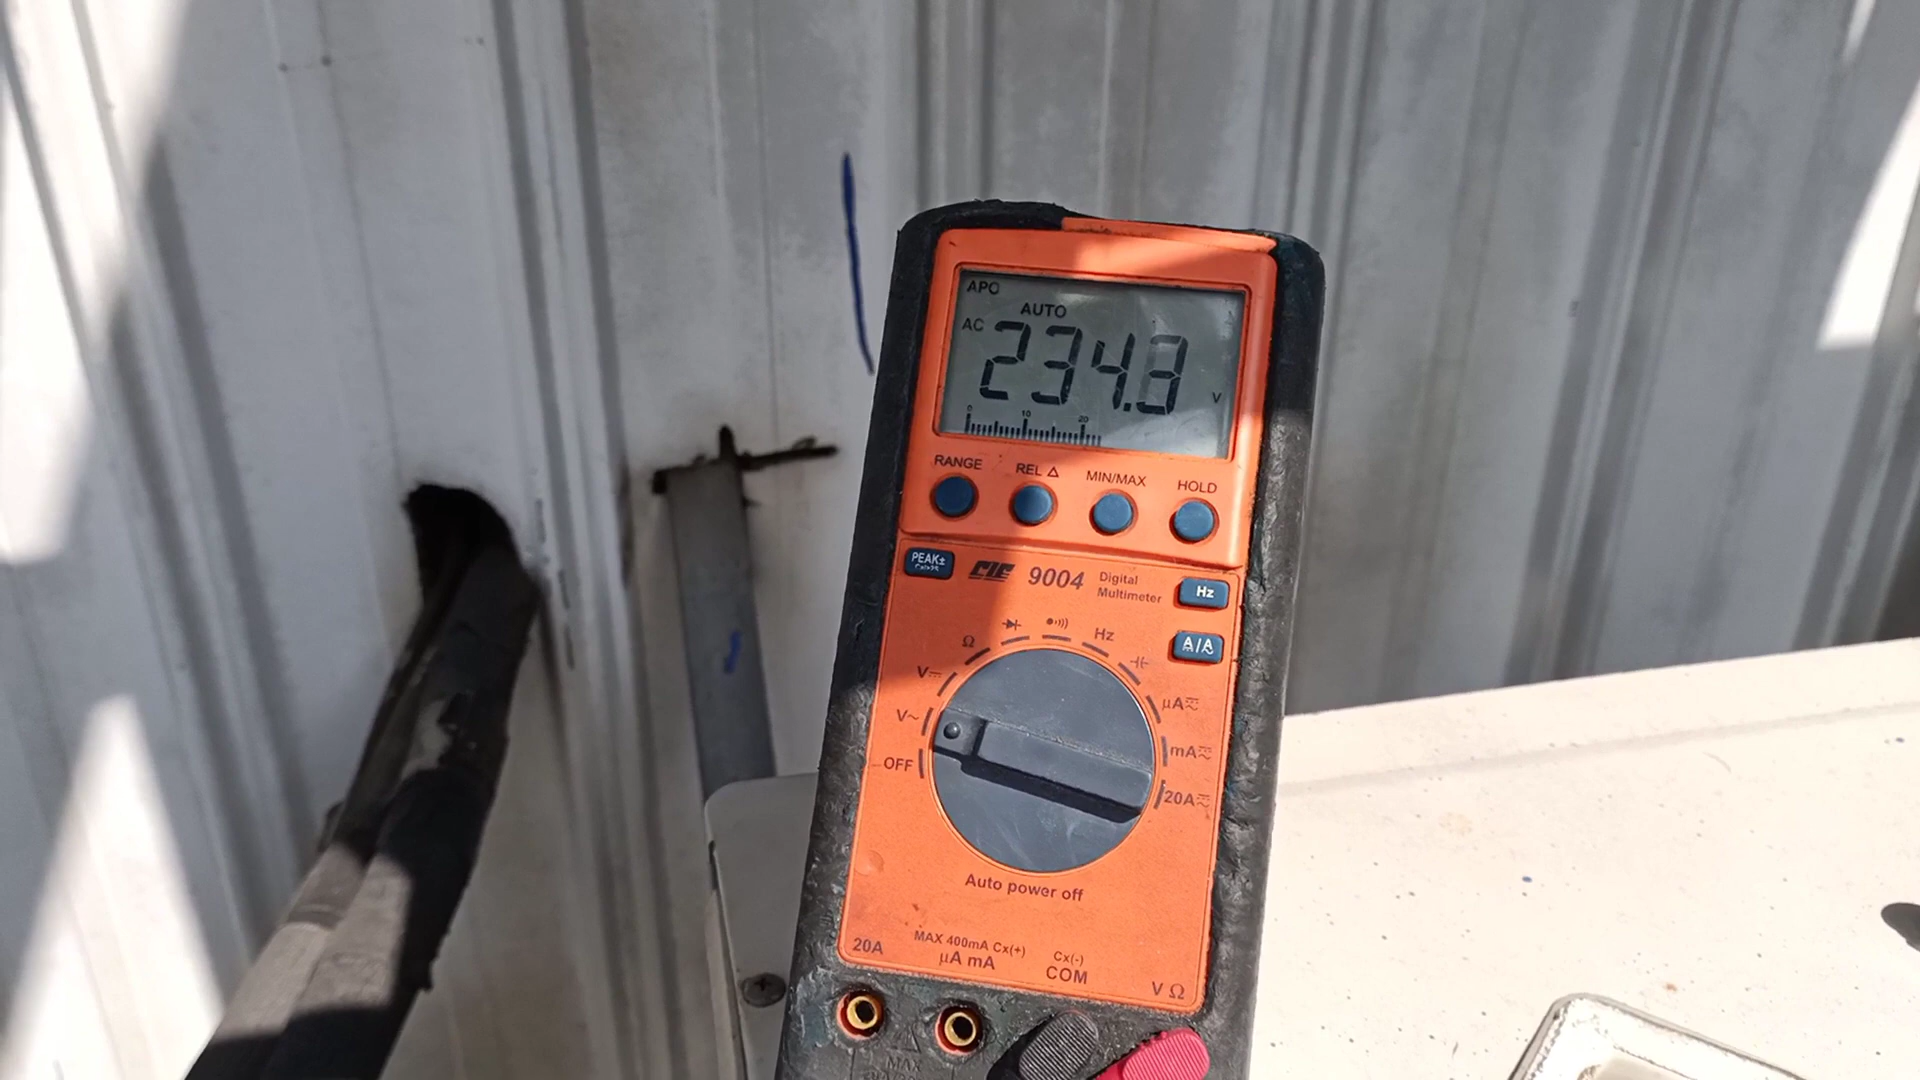 APO
AUTO
AC 234.8 V
0 10 20
RANGE REL Δ MIN/MAX HOLD
PEAK±
CIE 9004 Digital Multimeter
Hz
A/A
Ω Hz
V
V~
OFF
µA
mA
20A
Auto power off
20A
MAX 400mA Cx(+)
µA mA
Cx(-)
COM
V Ω
MAX